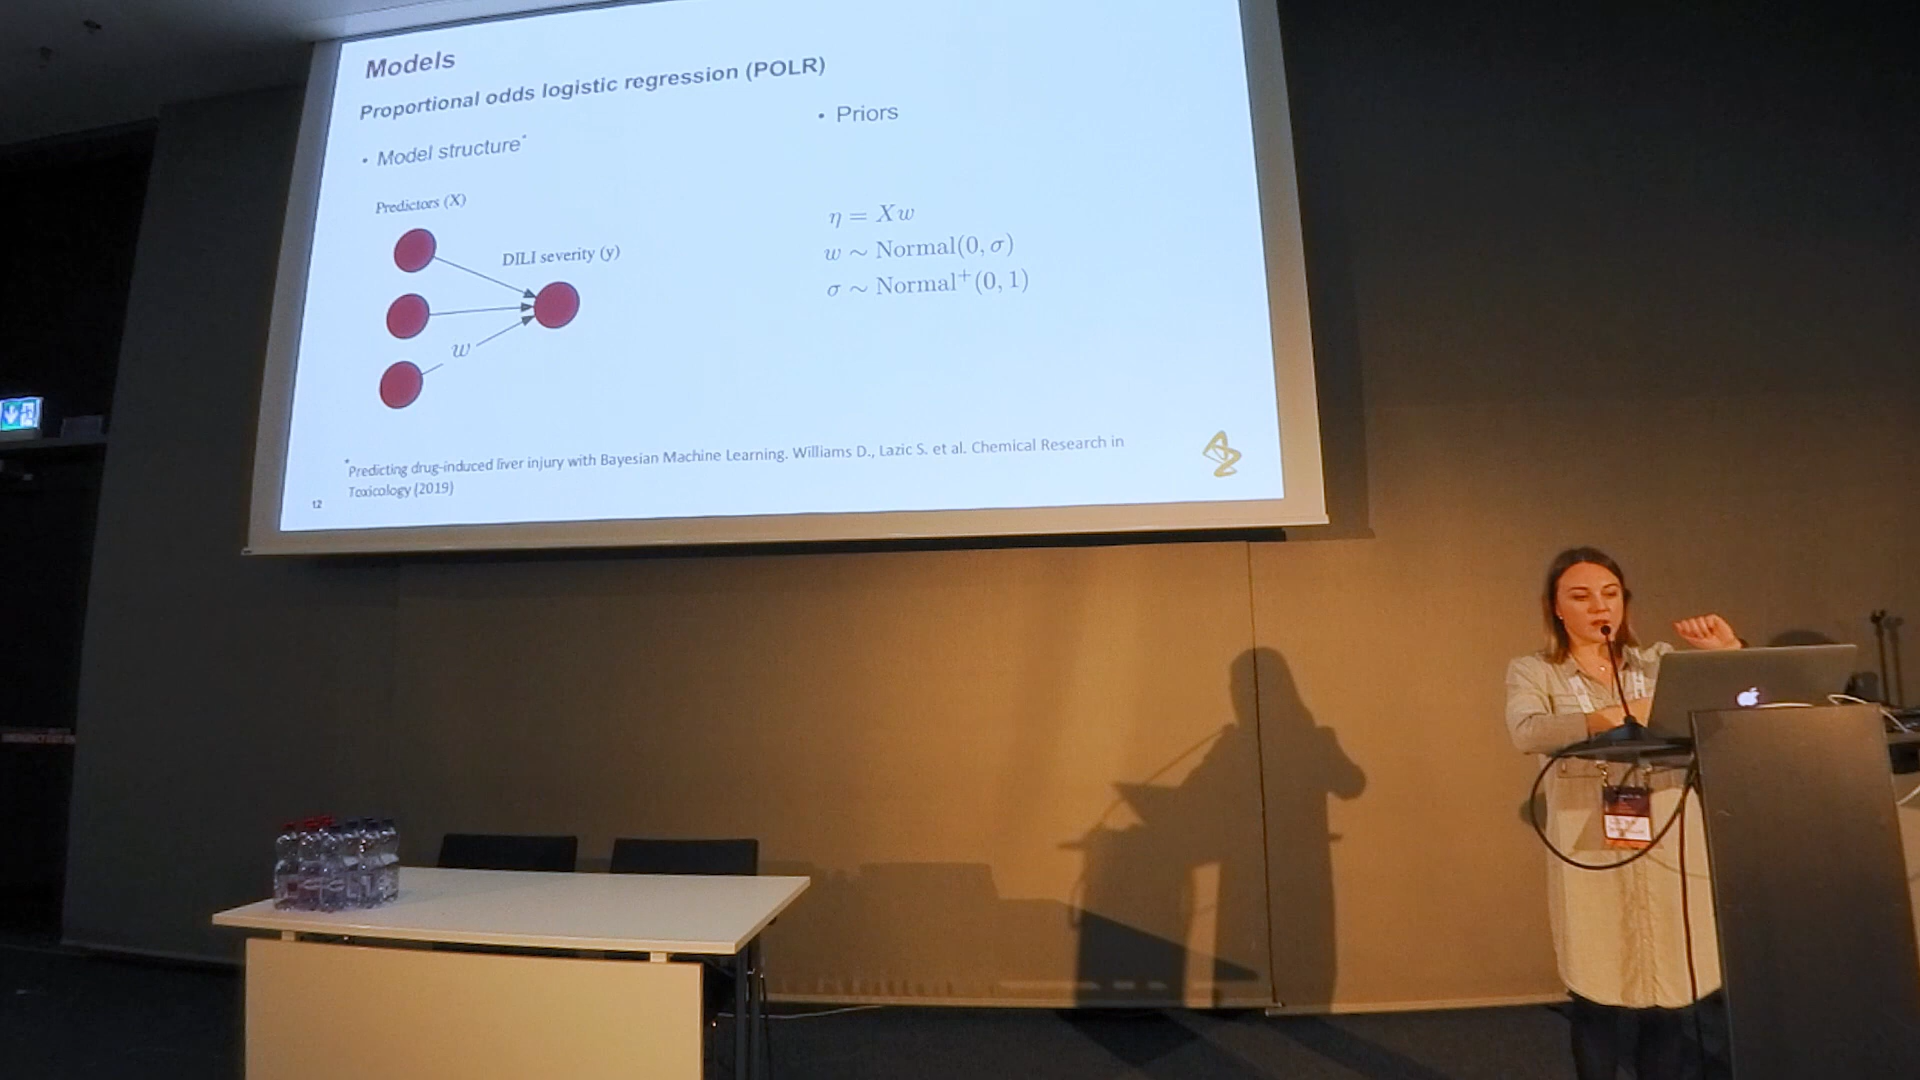 Models
Proportional odds logistic regression (POLR)
• Model structure*
Predictors (X)
DILI severity (y)
w
• Priors
η = Xw
w ∼ Normal(0, σ)
σ ∼ Normal⁺(0, 1)
*Predicting drug-induced liver injury with Bayesian Machine Learning. Williams D., Lazic S. et al. Chemical Research in
Toxicology (2019)
12